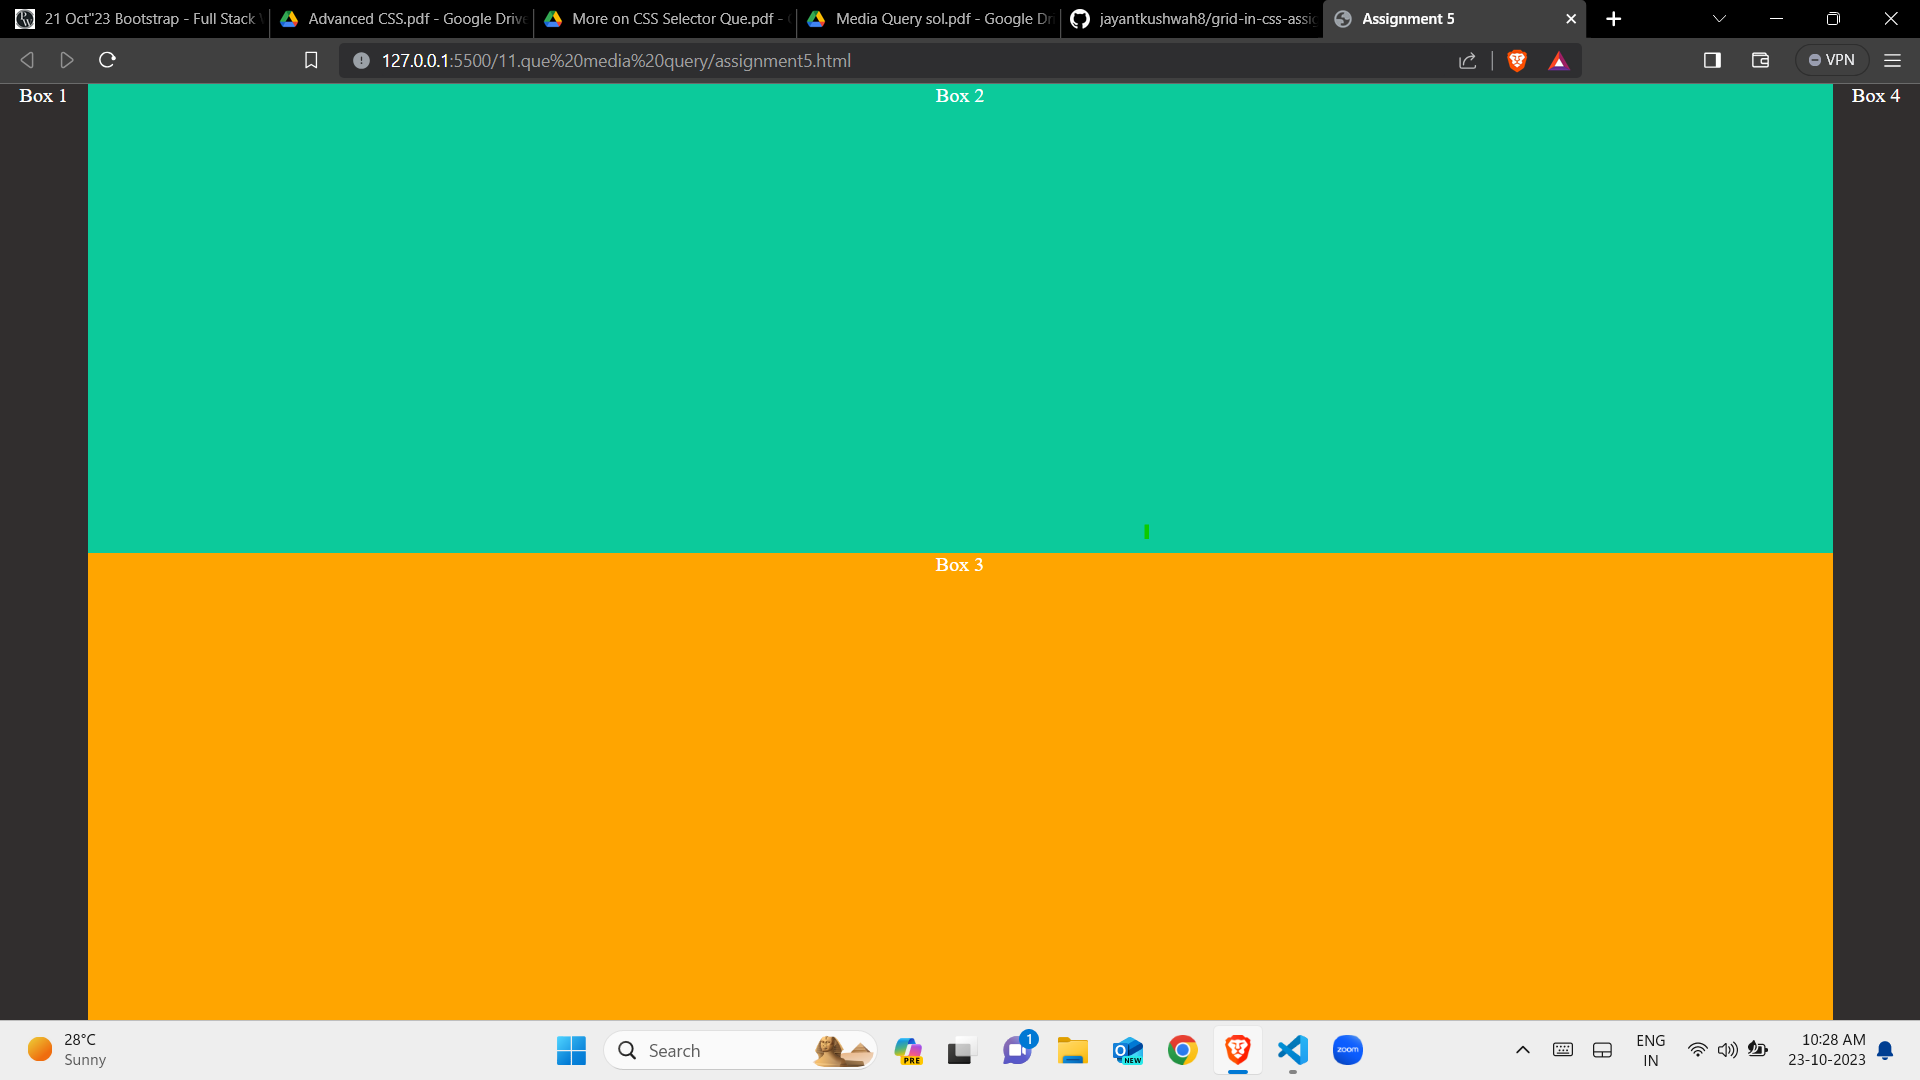 21 Oct"23 Bootstrap - Full Stack
Advanced CSS.pdf - Google Drive
More on CSS Selector Que.pdf -
Media Query sol.pdf - Google Dri
jayantkushwah8/grid-in-css-assig
Assignment 5
127.0.0.1:5500/11.que%20media%20query/assignment5.html
VPN
Box 1
Box 2
Box 4
Box 3
28°C
Sunny
Search
PRE
1
NEW
zoom
ENG
IN
10:28 AM
23-10-2023